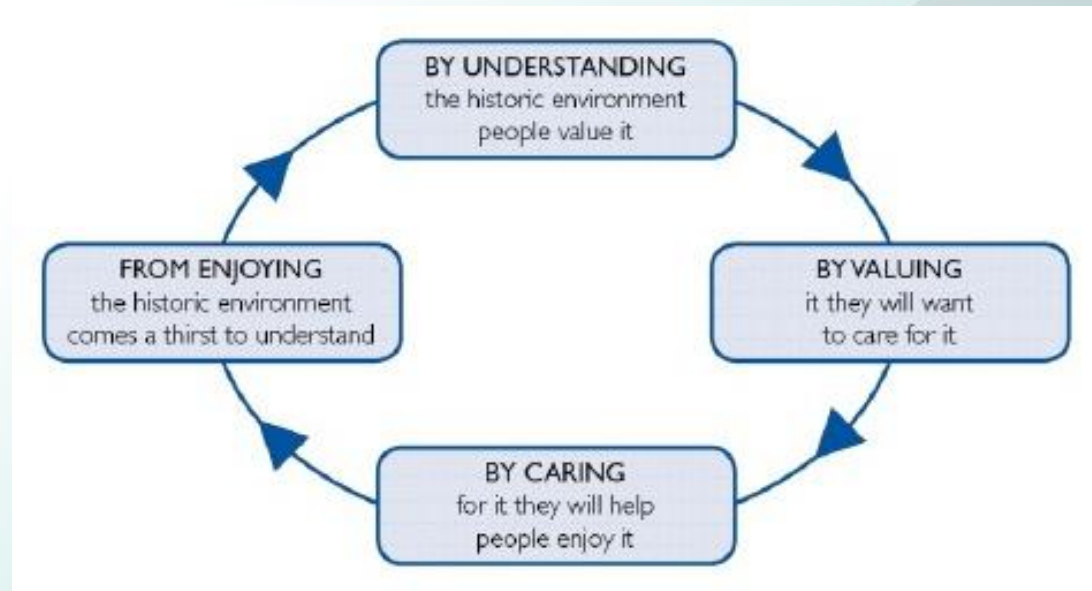 BY UNDERSTANDING
the historic environment
people value it
BY VALUING
it they will want
to care for it
BY CARING
for it they will help
people enjoy it
FROM ENJOYING
the historic environment
comes a thirst to understand